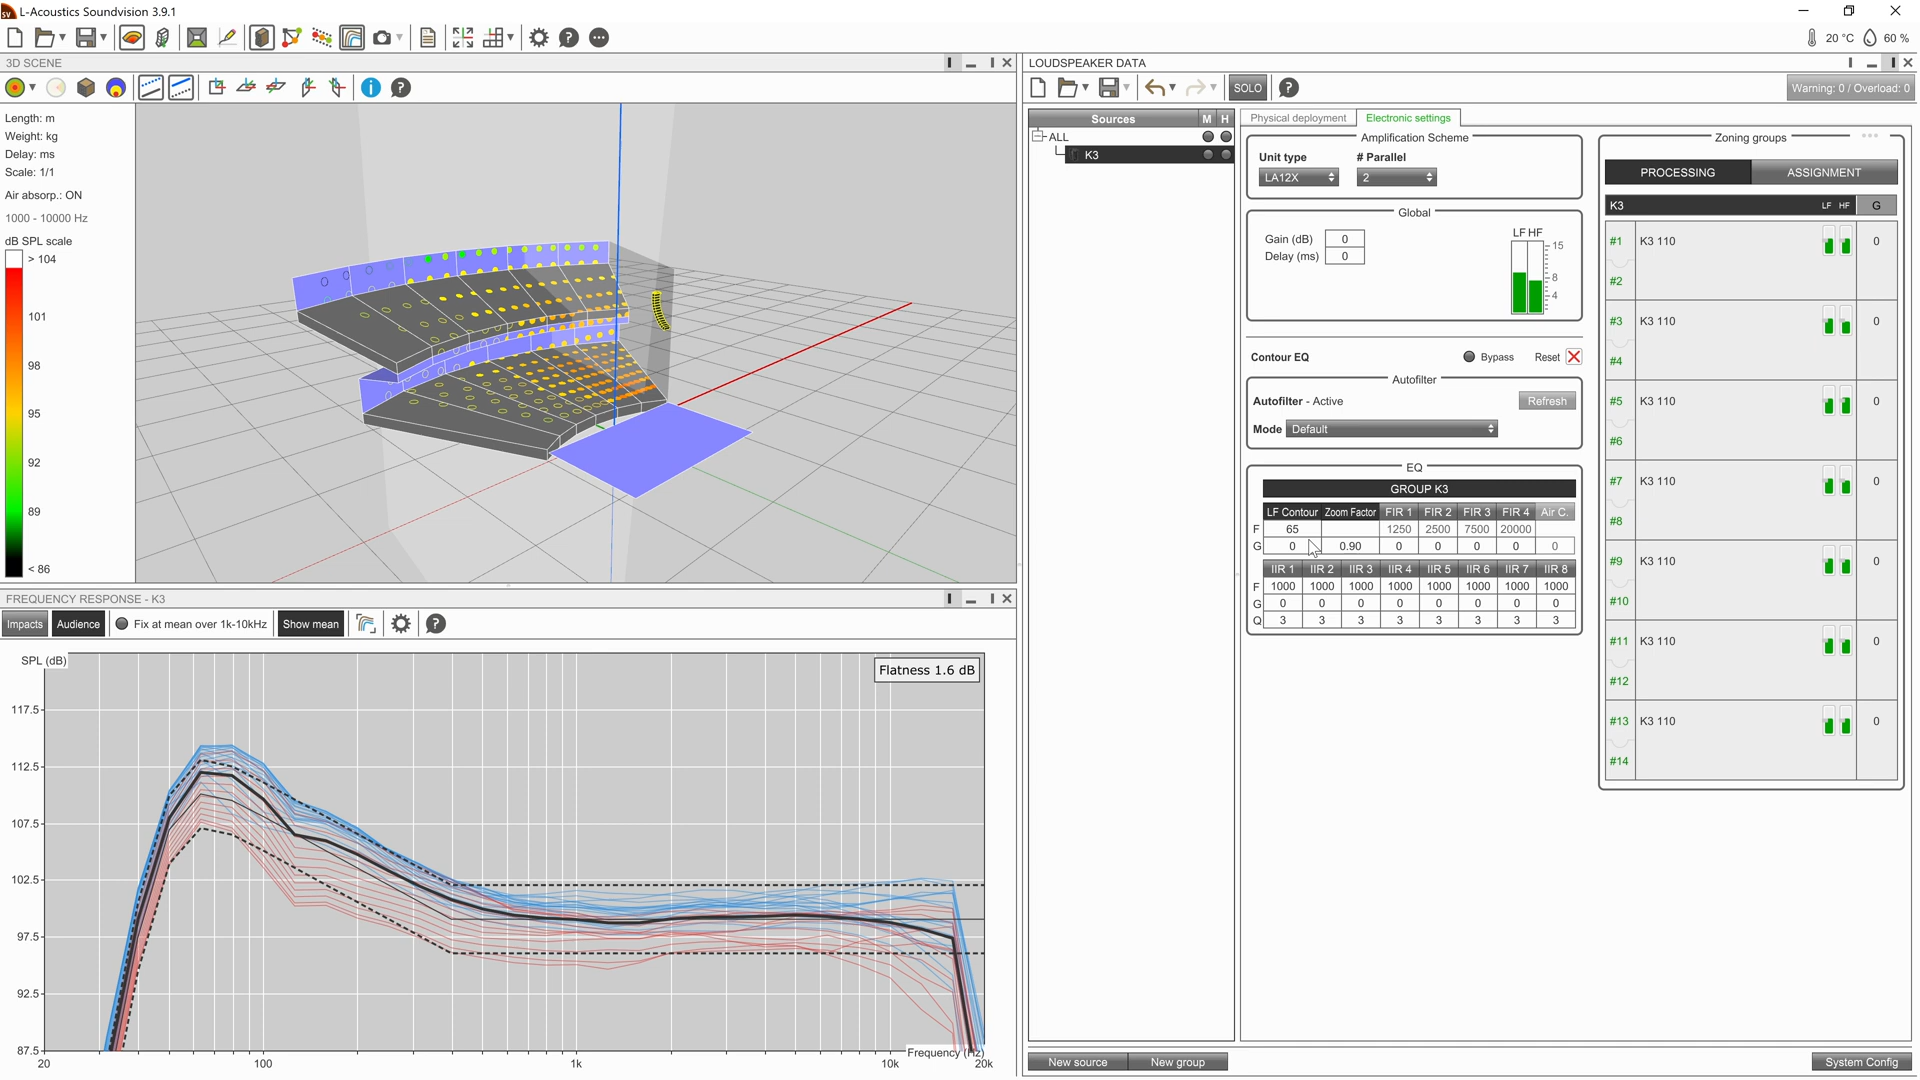 SV L-Acoustics Soundvision 3.9.1
20 °C 60 %
3D SCENE
Length: m
Weight: kg
Delay: ms
Scale: 1/1
Air absorp.: ON
1000 - 10000 Hz
dB SPL scale
> 104
101
98
95
92
89
< 86
FREQUENCY RESPONSE - K3
Impacts Audience Fix at mean over 1k-10kHz Show mean
SPL (dB)
Flatness 1.6 dB
117.5
112.5
107.5
102.5
97.5
92.5
87.5
20 100 1k 10k 20k
Frequency (Hz)
LOUDSPEAKER DATA
SOLO
Warning: 0 / Overload: 0
Sources M H
ALL
K3
New source New group
Physical deployment Electronic settings
Amplification Scheme
Unit type # Parallel
LA12X 2
Global
Gain (dB) 0
Delay (ms) 0
LF HF
15
8
4
Contour EQ Bypass Reset
Autofilter
Autofilter - Active Refresh
Mode Default
EQ
GROUP K3
LF Contour Zoom Factor FIR 1 FIR 2 FIR 3 FIR 4 Air C.
F 65 1250 2500 7500 20000
G 0 0.90 0 0 0 0 0
IIR 1 IIR 2 IIR 3 IIR 4 IIR 5 IIR 6 IIR 7 IIR 8
F 1000 1000 1000 1000 1000 1000 1000 1000
G 0 0 0 0 0 0 0 0
Q 3 3 3 3 3 3 3 3
Zoning groups
PROCESSING ASSIGNMENT
K3 LF HF G
#1 K3 110 0
#2
#3 K3 110 0
#4
#5 K3 110 0
#6
#7 K3 110 0
#8
#9 K3 110 0
#10
#11 K3 110 0
#12
#13 K3 110 0
#14
System Config